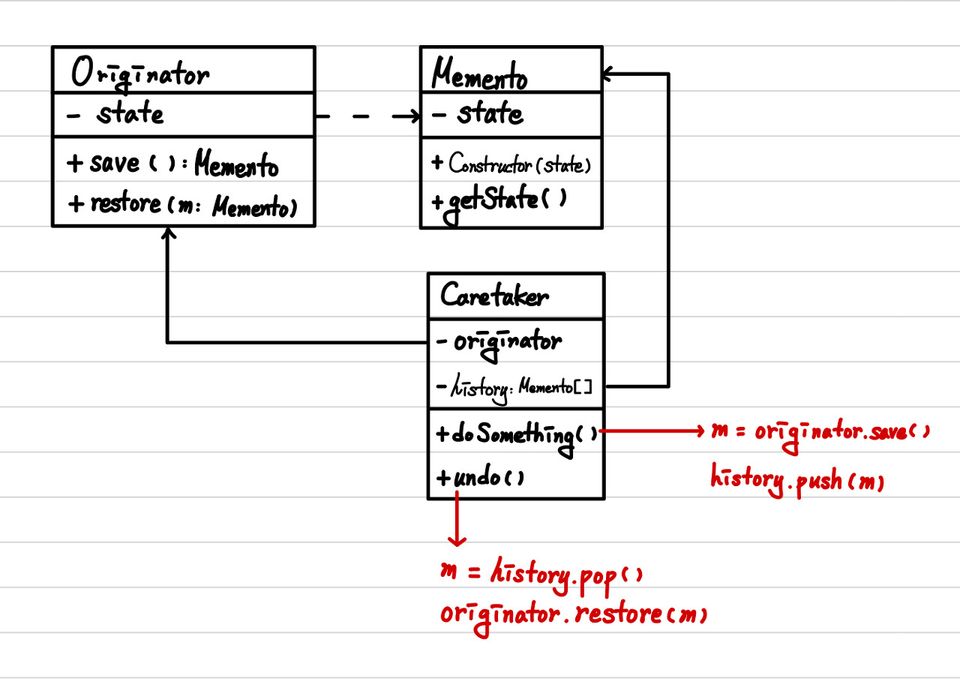 Originator
- state
+ save () : Memento
+ restore (m: Memento)
Memento
- state
+ Constructor (state)
+ getState()
Caretaker
- originator
- history: Memento[]
+ doSomething()
+ undo()
m = originator.save()
history.push(m)
m = history.pop()
originator.restore(m)